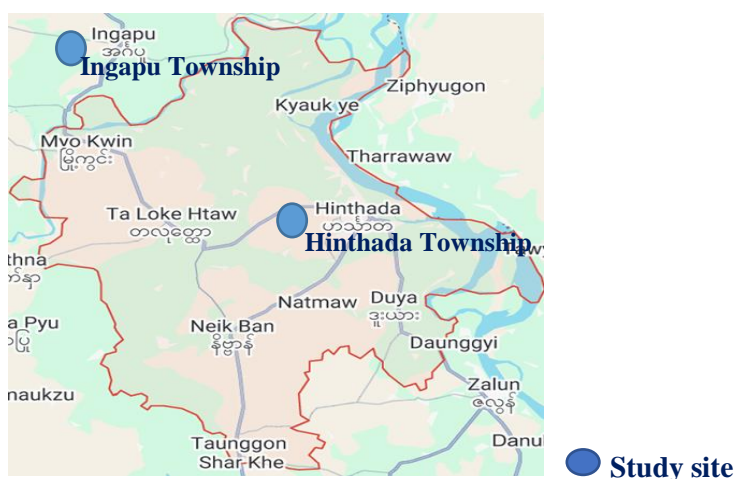 Ingapu
အင်္ဂပူ
Ingapu Township
Ziphyugon
Kyauk ye
Myo Kwin
မြို့ကွင်း
Tharrawaw
Ta Loke Htaw
တလုတ္ထော
Hinthada
ဟင်္သာတ
Hinthada Township
thna
Natmaw
Duya
ဒူးယား
a Pyu
Neik Ban
နိဗ္ဗာန်
Daunggyi
Zalun
ဇလွန်
naukzu
Taunggon
Shar Khe
Danu
Study site